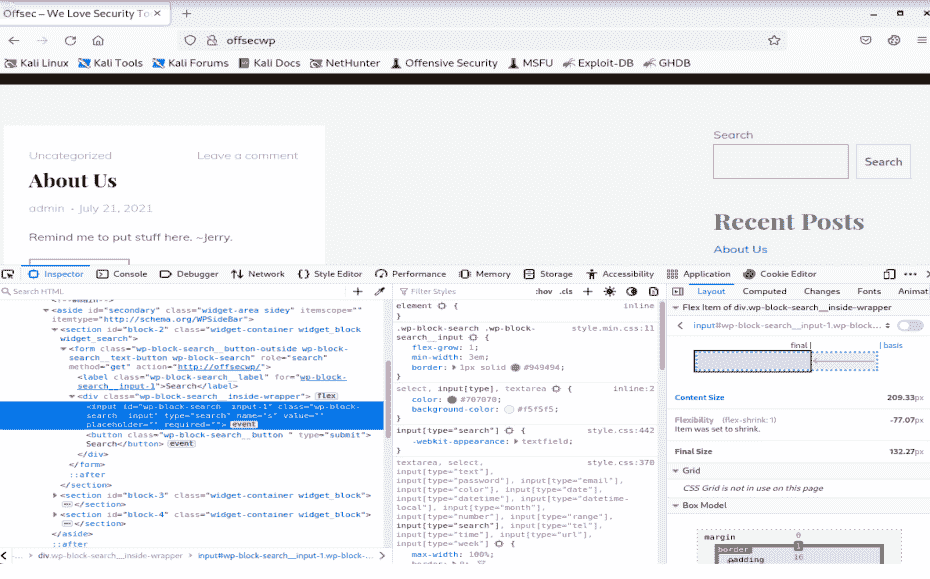 Offsec – We Love Security To
offsecwp
Kali Linux Kali Tools Kali Forums Kali Docs NetHunter Offensive Security MSFU Exploit-DB GHDB
Search
Search
Uncategorized Leave a comment
About Us
admin · July 21, 2021
Remind me to put stuff here. ~Jerry.
Recent Posts
About Us
Inspector Console Debugger Network Style Editor Performance Memory Storage Accessibility Application Cookie Editor
Search HTML
<aside id="secondary" class="widget-area sidey" itemscope=""
itemtype="http://schema.org/WPSideBar">
<section id="block-2" class="widget-container widget_block
widget_search">
<form class="wp-block-search__button-outside wp-block-
search__text-button wp-block-search" role="search"
method="get" action="http://offsecwp/">
<label class="wp-block-search__label" for="wp-
block-search__input-1">Search</label>
<div class="wp-block-search__inside-wrapper"> flex
<input id="wp-block-search__input-1" class="wp-block-
search__input" type="search" name="s" value=""
placeholder="" required=""> event
<button class="wp-block-search__button " type="submit">
Search</button> event
</div>
</form>
::after
</section>
<section id="block-3" class="widget-container widget_block">
</section>
<section id="block-4" class="widget-container widget_block">
</section>
</aside>
::after
div.wp-block-search__inside-wrapper input#wp-block-search__input-1.wp-block-...
Filter Styles :hov .cls
element { inline
}
.wp-block-search .wp-block- style.min.css:11
search__input {
flex-grow: 1;
min-width: 3em;
border: 1px solid #949494;
}
select, input[type], textarea { inline:2
color: #707070;
background-color: #f5f5f5;
}
input[type="search"] { style.css:442
-webkit-appearance: textfield;
}
textarea, select, style.css:370
input[type="text"],
input[type="password"], input[type="email"],
input[type="color"], input[type="date"],
input[type="datetime"], input[type="datetime-
local"], input[type="month"],
input[type="number"], input[type="range"],
input[type="search"], input[type="tel"],
input[type="time"], input[type="url"],
input[type="week"] {
max-width: 100%;
Layout Computed Changes Fonts Animat
Flex Item of div.wp-block-search__inside-wrapper
input#wp-block-search__input-1.wp-block...
final basis
Content Size 209.33px
Flexibility (flex-shrink: 1) -77.07px
Item was set to shrink.
Final Size 132.27px
Grid
CSS Grid is not in use on this page
Box Model
margin 0
border 1
padding 16